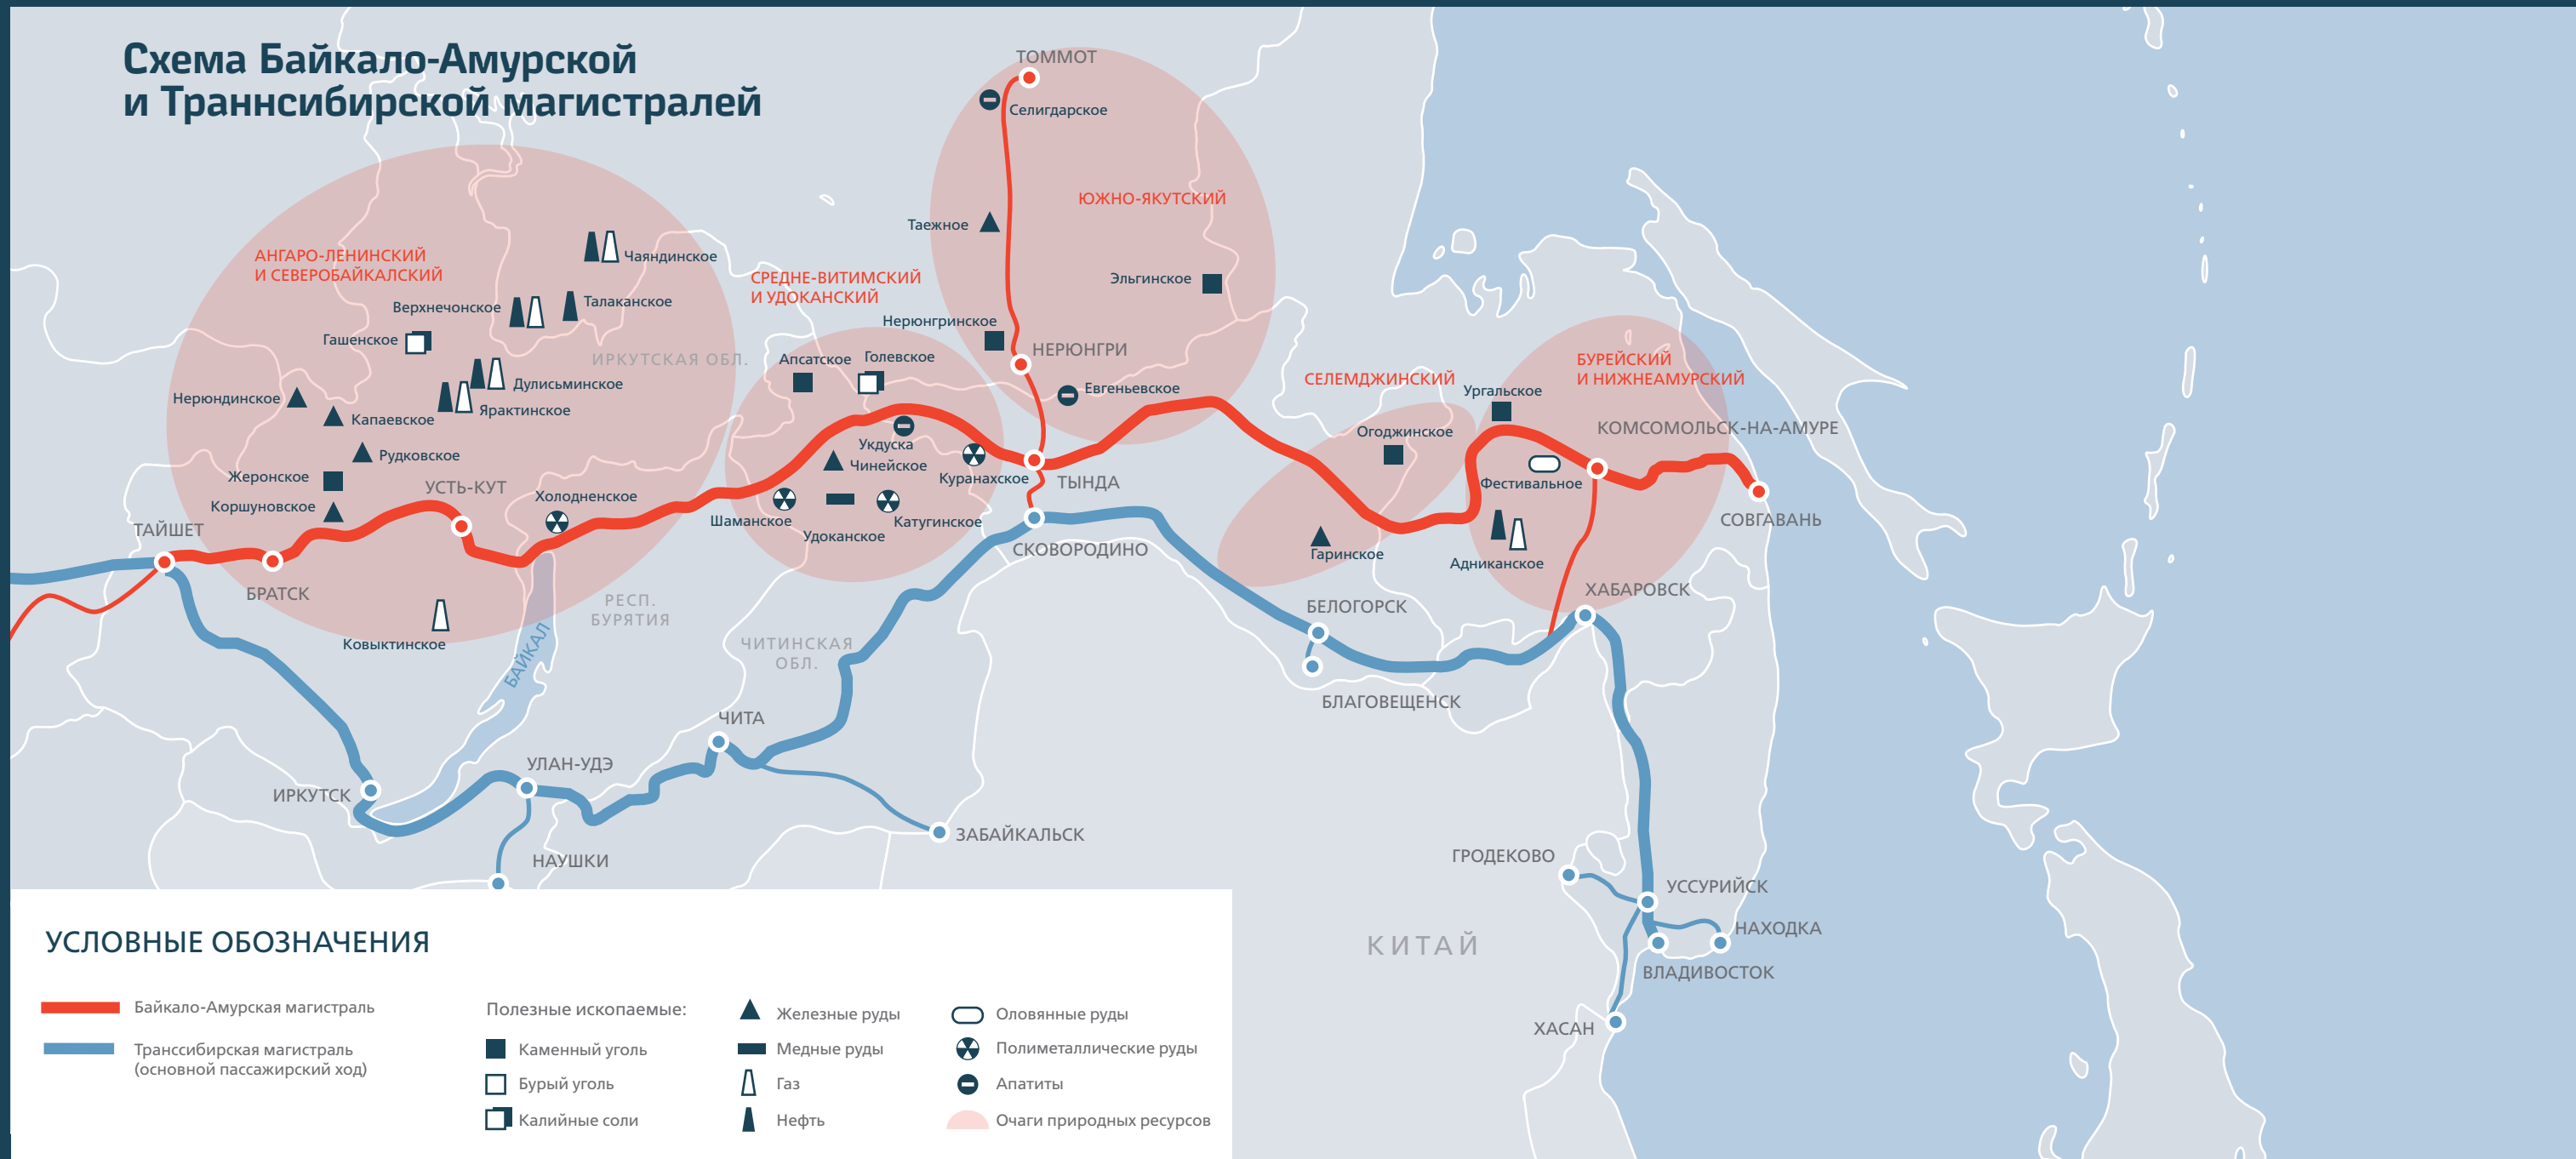 Схема Байкало-Амурской
и Траннсибирской магистралей
ТОММОТ
Селигдарское
ЮЖНО-ЯКУТСКИЙ
Таежное
Эльгинское
Нерюнгринское
НЕРЮНГРИ
Евгеньевское
АНГАРО-ЛЕНИНСКИЙ
И СЕВЕРОБАЙКАЛСКИЙ
Чаяндинское
Талаканское
Верхнечонское
Гашенское
ИРКУТСКАЯ ОБЛ.
Дулисьминское
Ярактинское
Нерюндинское
Капаевское
Рудковское
Жеронское
Коршуновское
УСТЬ-КУТ
Холодненское
ТАЙШЕТ
БРАТСК
Ковыктинское
СРЕДНЕ-ВИТИМСКИЙ
И УДОКАНСКИЙ
Апсатское
Голевское
Укдуска
Чинейское
Куранахское
Шаманское
Удоканское
Катугинское
ТЫНДА
СКОВОРОДИНО
СЕЛЕМДЖИНСКИЙ
Огоджинское
Гаринское
БУРЕЙСКИЙ
И НИЖНЕАМУРСКИЙ
Ургальское
КОМСОМОЛЬСК-НА-АМУРЕ
Фестивальное
Адниканское
СОВГАВАНЬ
ХАБАРОВСК
БЕЛОГОРСК
БЛАГОВЕЩЕНСК
РЕСП.
БУРЯТИЯ
ЧИТИНСКАЯ
ОБЛ.
БАЙКАЛ
ЧИТА
УЛАН-УДЭ
ИРКУТСК
НАУШКИ
ЗАБАЙКАЛЬСК
ГРОДЕКОВО
УССУРИЙСК
НАХОДКА
ВЛАДИВОСТОК
ХАСАН
КИТАЙ
УСЛОВНЫЕ ОБОЗНАЧЕНИЯ
Байкало-Амурская магистраль
Транссибирская магистраль
(основной пассажирский ход)
Полезные ископаемые:
Каменный уголь
Бурый уголь
Калийные соли
Железные руды
Медные руды
Газ
Нефть
Оловянные руды
Полиметаллические руды
Апатиты
Очаги природных ресурсов